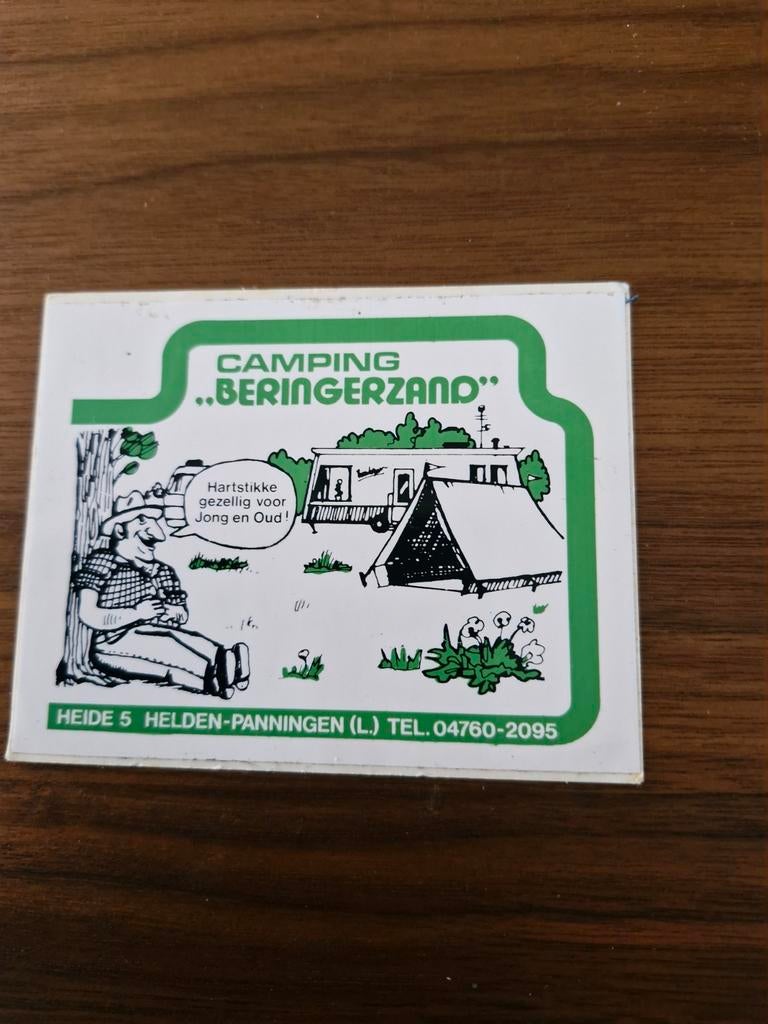 CAMPING
„BERINGERZAND”
Hartstikke
gezellig voor
Jong en Oud!
HEIDE 5 HELDEN-PANNINGEN (L.) TEL. 04760-2095